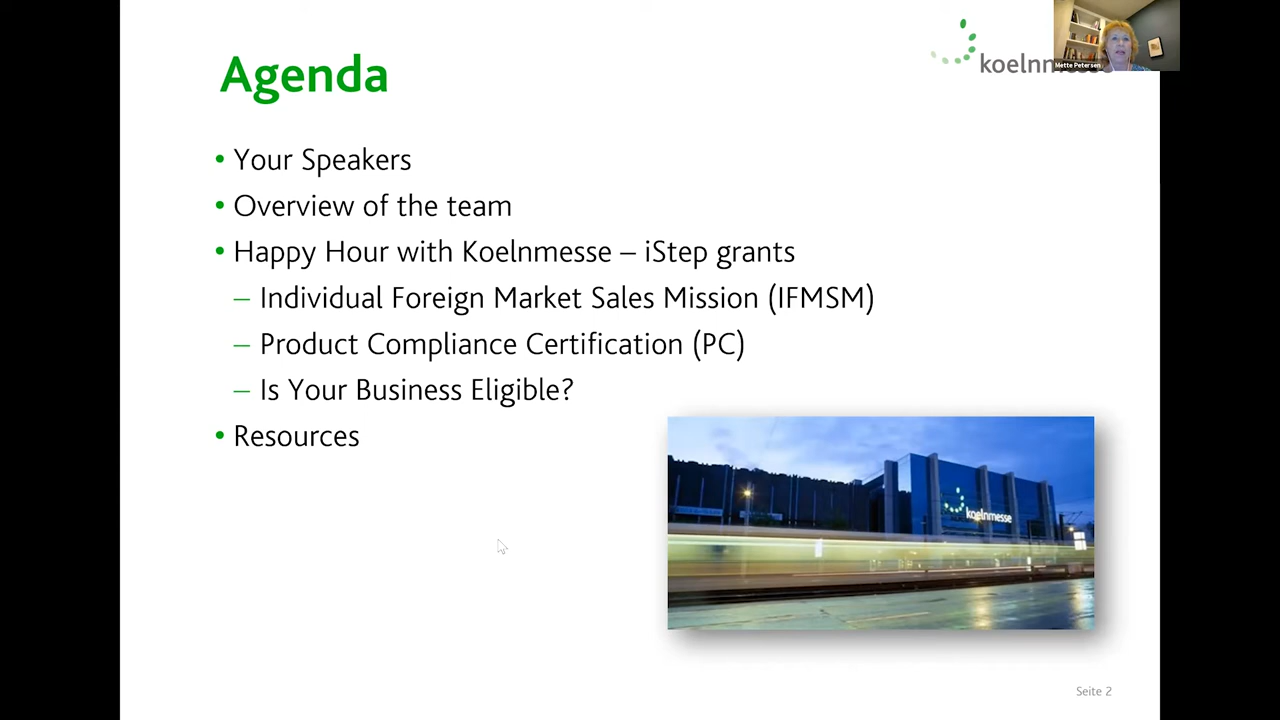 Agenda
koelnmesse
Mette Petersen
• Your Speakers
• Overview of the team
• Happy Hour with Koelnmesse – iStep grants
– Individual Foreign Market Sales Mission (IFMSM)
– Product Compliance Certification (PC)
– Is Your Business Eligible?
• Resources
koelnmesse
Seite 2